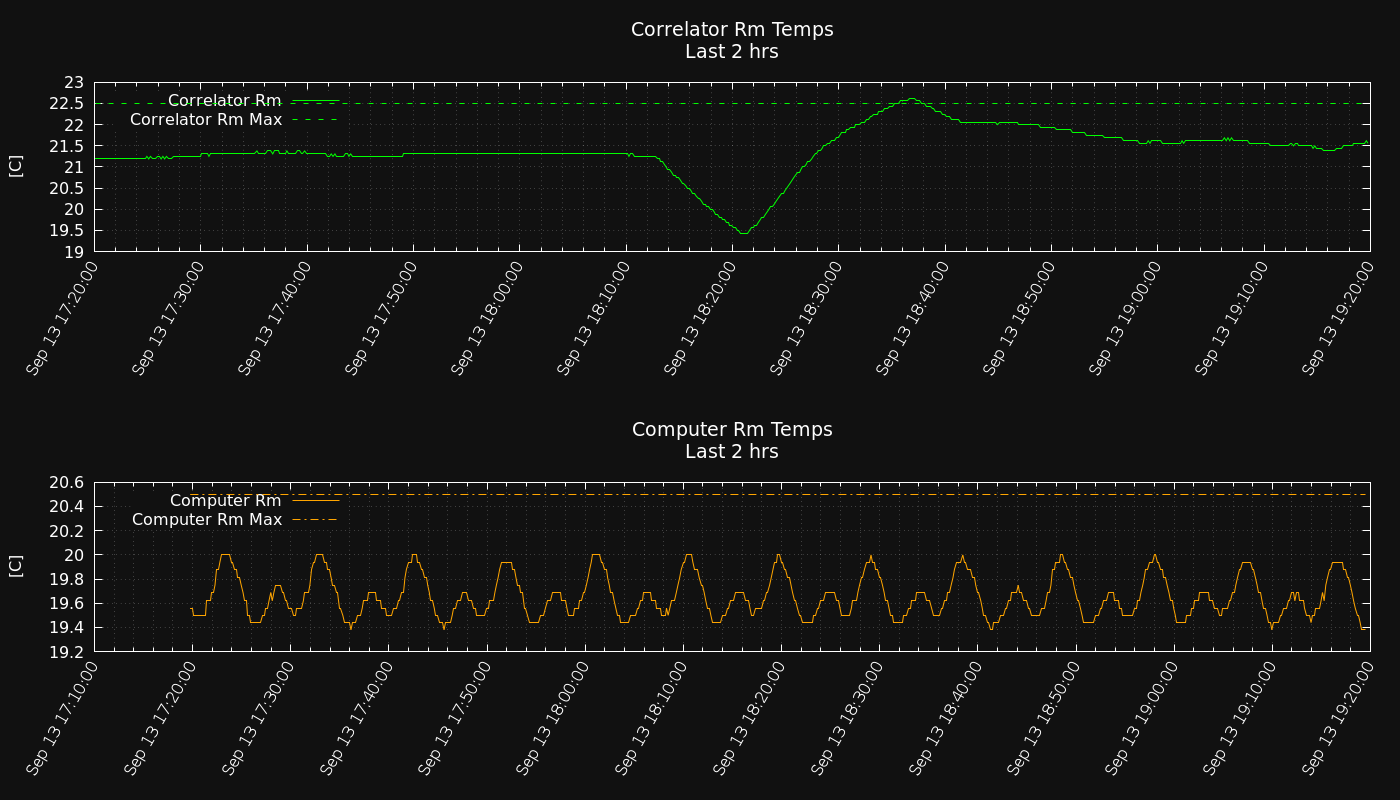 Correlator Rm Temps
Last 2 hrs
Correlator Rm
Correlator Rm Max
[C]
23
22.5
22
21.5
21
20.5
20
19.5
19
Sep 13 17:20:00
Sep 13 17:30:00
Sep 13 17:40:00
Sep 13 17:50:00
Sep 13 18:00:00
Sep 13 18:10:00
Sep 13 18:20:00
Sep 13 18:30:00
Sep 13 18:40:00
Sep 13 18:50:00
Sep 13 19:00:00
Sep 13 19:10:00
Sep 13 19:20:00
Computer Rm Temps
Last 2 hrs
Computer Rm
Computer Rm Max
[C]
20.6
20.4
20.2
20
19.8
19.6
19.4
19.2
Sep 13 17:10:00
Sep 13 17:20:00
Sep 13 17:30:00
Sep 13 17:40:00
Sep 13 17:50:00
Sep 13 18:00:00
Sep 13 18:10:00
Sep 13 18:20:00
Sep 13 18:30:00
Sep 13 18:40:00
Sep 13 18:50:00
Sep 13 19:00:00
Sep 13 19:10:00
Sep 13 19:20:00